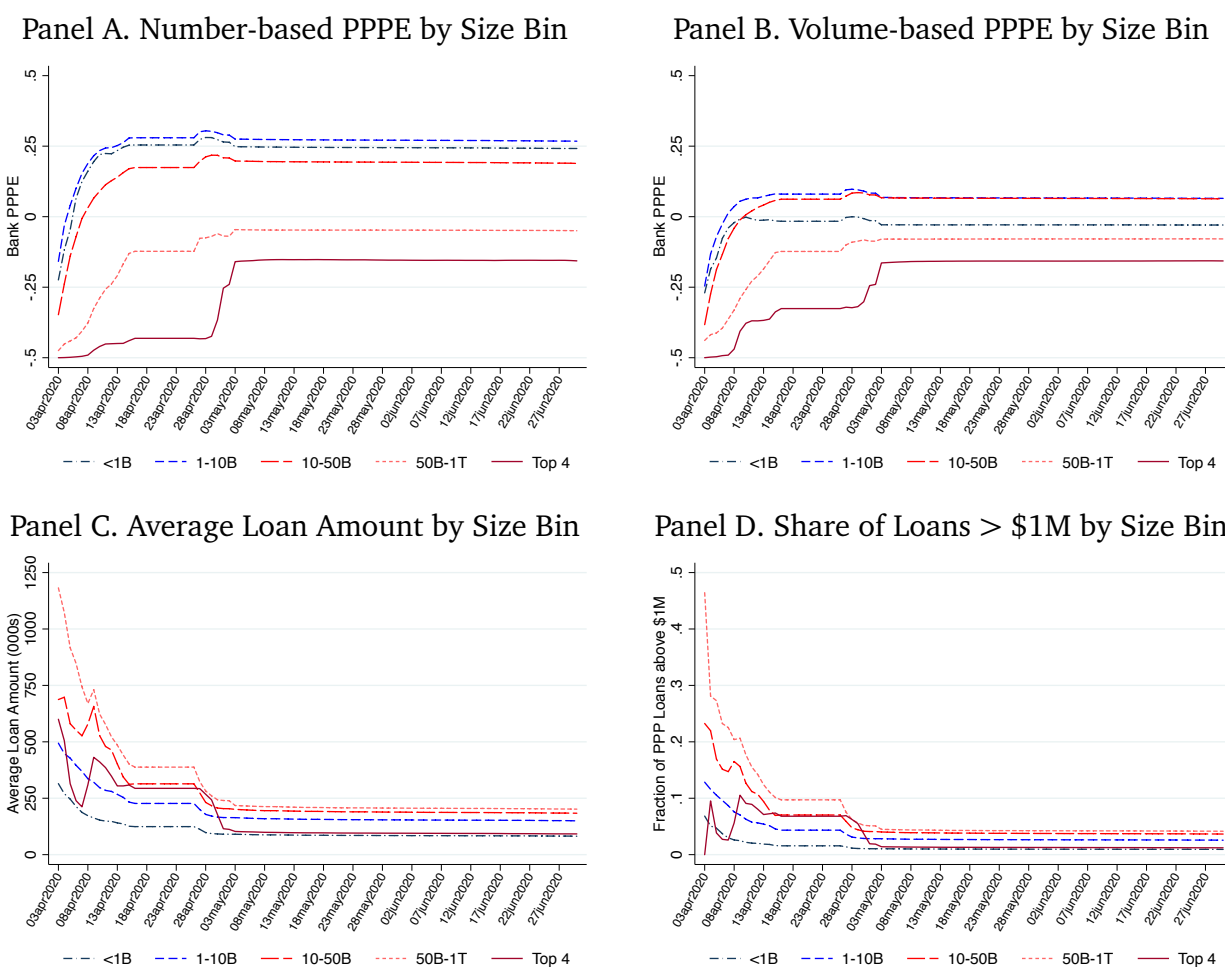 Panel A. Number-based PPPE by Size Bin
Bank PPPE
.5
.25
0
-.25
-.5
03apr2020 08apr2020 13apr2020 18apr2020 23apr2020 28apr2020 03may2020 08may2020 13may2020 18may2020 23may2020 28may2020 02jun2020 07jun2020 12jun2020 17jun2020 22jun2020 27jun2020
<1B 1-10B 10-50B 50B-1T Top 4
Panel B. Volume-based PPPE by Size Bin
Bank PPPE
.5
.25
0
-.25
-.5
03apr2020 08apr2020 13apr2020 18apr2020 23apr2020 28apr2020 03may2020 08may2020 13may2020 18may2020 23may2020 28may2020 02jun2020 07jun2020 12jun2020 17jun2020 22jun2020 27jun2020
<1B 1-10B 10-50B 50B-1T Top 4
Panel C. Average Loan Amount by Size Bin
Average Loan Amount (000s)
1250
1000
750
500
250
0
03apr2020 08apr2020 13apr2020 18apr2020 23apr2020 28apr2020 03may2020 08may2020 13may2020 18may2020 23may2020 28may2020 02jun2020 07jun2020 12jun2020 17jun2020 22jun2020 27jun2020
<1B 1-10B 10-50B 50B-1T Top 4
Panel D. Share of Loans > $1M by Size Bin
Fraction of PPP Loans above $1M
.5
.4
.3
.2
.1
0
03apr2020 08apr2020 13apr2020 18apr2020 23apr2020 28apr2020 03may2020 08may2020 13may2020 18may2020 23may2020 28may2020 02jun2020 07jun2020 12jun2020 17jun2020 22jun2020 27jun2020
<1B 1-10B 10-50B 50B-1T Top 4